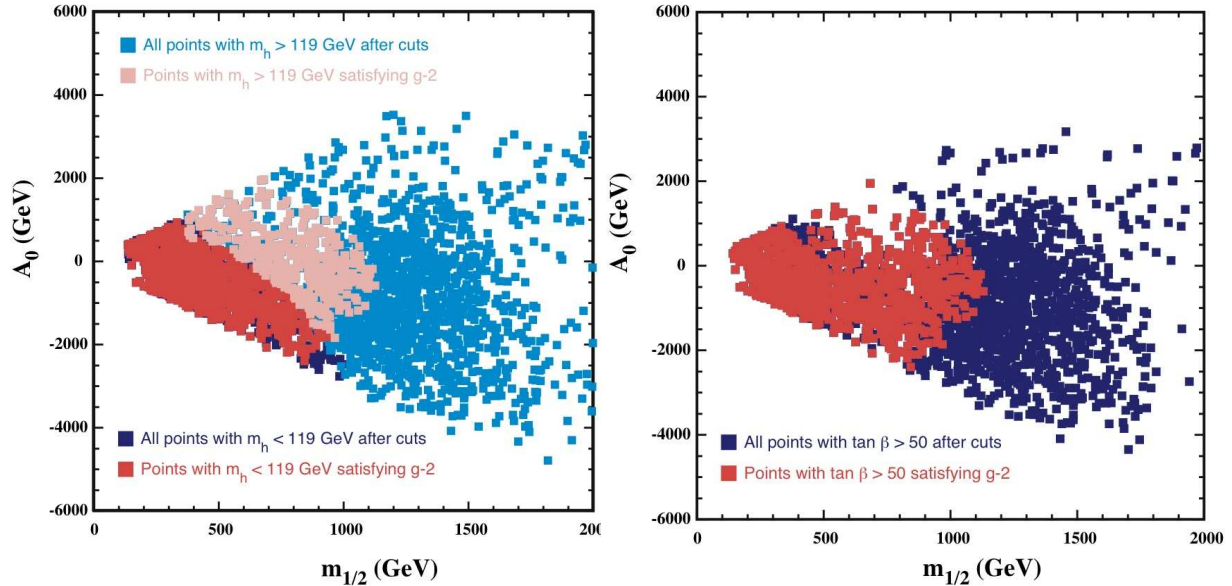 6000
4000
2000
0
-2000
-4000
-6000
A0 (GeV)
All points with mh > 119 GeV after cuts
Points with mh > 119 GeV satisfying g-2
All points with mh < 119 GeV after cuts
Points with mh < 119 GeV satisfying g-2
0 500 1000 1500 200
m1/2 (GeV)
6000
4000
2000
0
-2000
-4000
-6000
A0 (GeV)
All points with tan β > 50 after cuts
Points with tan β > 50 satisfying g-2
0 500 1000 1500 2000
m1/2 (GeV)